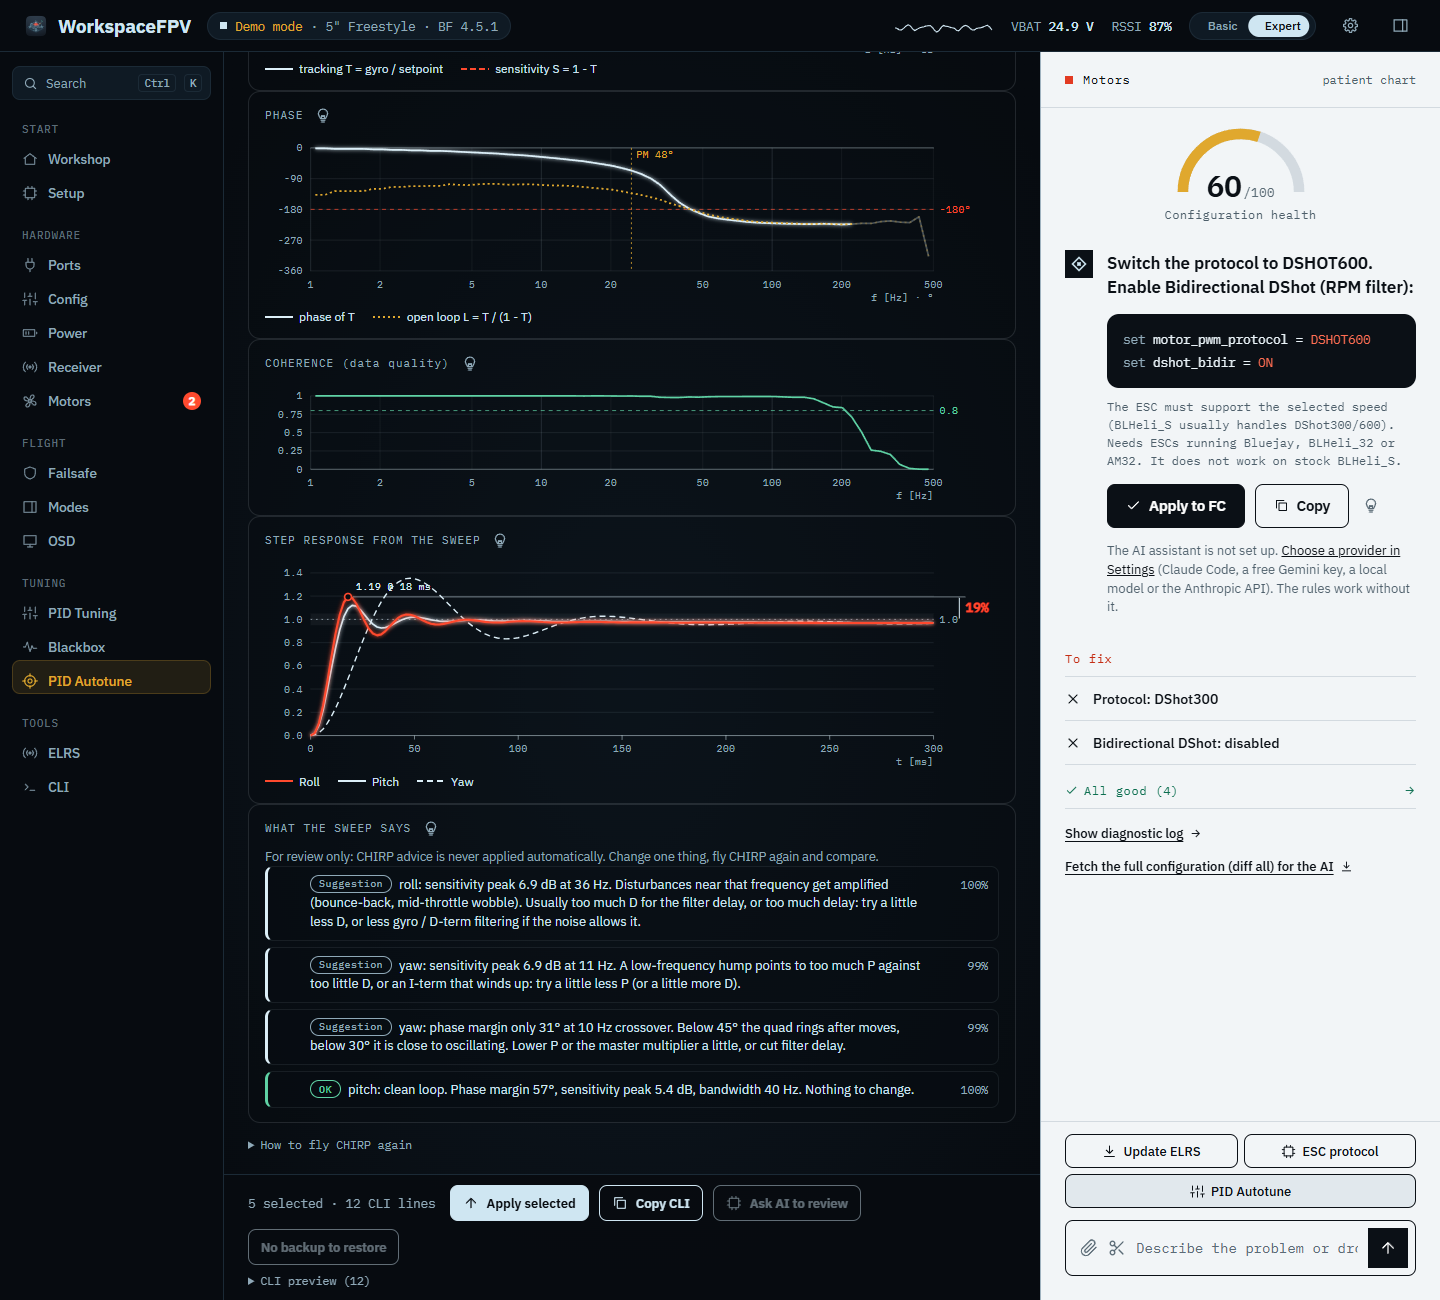 WorkspaceFPV
Demo mode · 5" Freestyle · BF 4.5.1
VBAT 24.9 V
RSSI 87%
Basic
Expert
Search
Ctrl
K
START
Workshop
Setup
HARDWARE
Ports
Config
Power
Receiver
Motors
2
FLIGHT
Failsafe
Modes
OSD
TUNING
PID Tuning
Blackbox
PID Autotune
TOOLS
ELRS
CLI
tracking T = gyro / setpoint
sensitivity S = 1 - T
PHASE
0
-90
-180
-270
-360
PM 48°
-180°
1
2
5
10
20
50
100
200
500
f [Hz] · °
phase of T
open loop L = T / (1 - T)
COHERENCE (data quality)
1
0.75
0.5
0.25
0
0.8
1
2
5
10
20
50
100
200
500
f [Hz]
STEP RESPONSE FROM THE SWEEP
1.4
1.2
1.0
0.8
0.6
0.4
0.2
0.0
1.19 @ 18 ms
19%
1.0
0
50
100
150
200
250
300
t [ms]
Roll
Pitch
Yaw
WHAT THE SWEEP SAYS
For review only: CHIRP advice is never applied automatically. Change one thing, fly CHIRP again and compare.
Suggestion roll: sensitivity peak 6.9 dB at 36 Hz. Disturbances near that frequency get amplified
(bounce-back, mid-throttle wobble). Usually too much D for the filter delay, or too much delay: try a little
less D, or less gyro / D-term filtering if the noise allows it.
100%
Suggestion yaw: sensitivity peak 6.9 dB at 11 Hz. A low-frequency hump points to too much P against
too little D, or an I-term that winds up: try a little less P (or a little more D).
99%
Suggestion yaw: phase margin only 31° at 10 Hz crossover. Below 45° the quad rings after moves,
below 30° it is close to oscillating. Lower P or the master multiplier a little, or cut filter delay.
99%
OK pitch: clean loop. Phase margin 57°, sensitivity peak 5.4 dB, bandwidth 40 Hz. Nothing to change.
100%
How to fly CHIRP again
5 selected · 12 CLI lines
Apply selected
Copy CLI
Ask AI to review
No backup to restore
CLI preview (12)
Motors
patient chart
60 /100
Configuration health
Switch the protocol to DSHOT600.
Enable Bidirectional DShot (RPM filter):
set motor_pwm_protocol = DSHOT600
set dshot_bidir = ON
The ESC must support the selected speed
(BLHeli_S usually handles DShot300/600).
Needs ESCs running Bluejay, BLHeli_32 or
AM32. It does not work on stock BLHeli_S.
Apply to FC
Copy
The AI assistant is not set up. Choose a provider in
Settings (Claude Code, a free Gemini key, a local
model or the Anthropic API). The rules work without
it.
To fix
Protocol: DShot300
Bidirectional DShot: disabled
All good (4)
Show diagnostic log
Fetch the full configuration (diff all) for the AI
Update ELRS
ESC protocol
PID Autotune
Describe the problem or dro